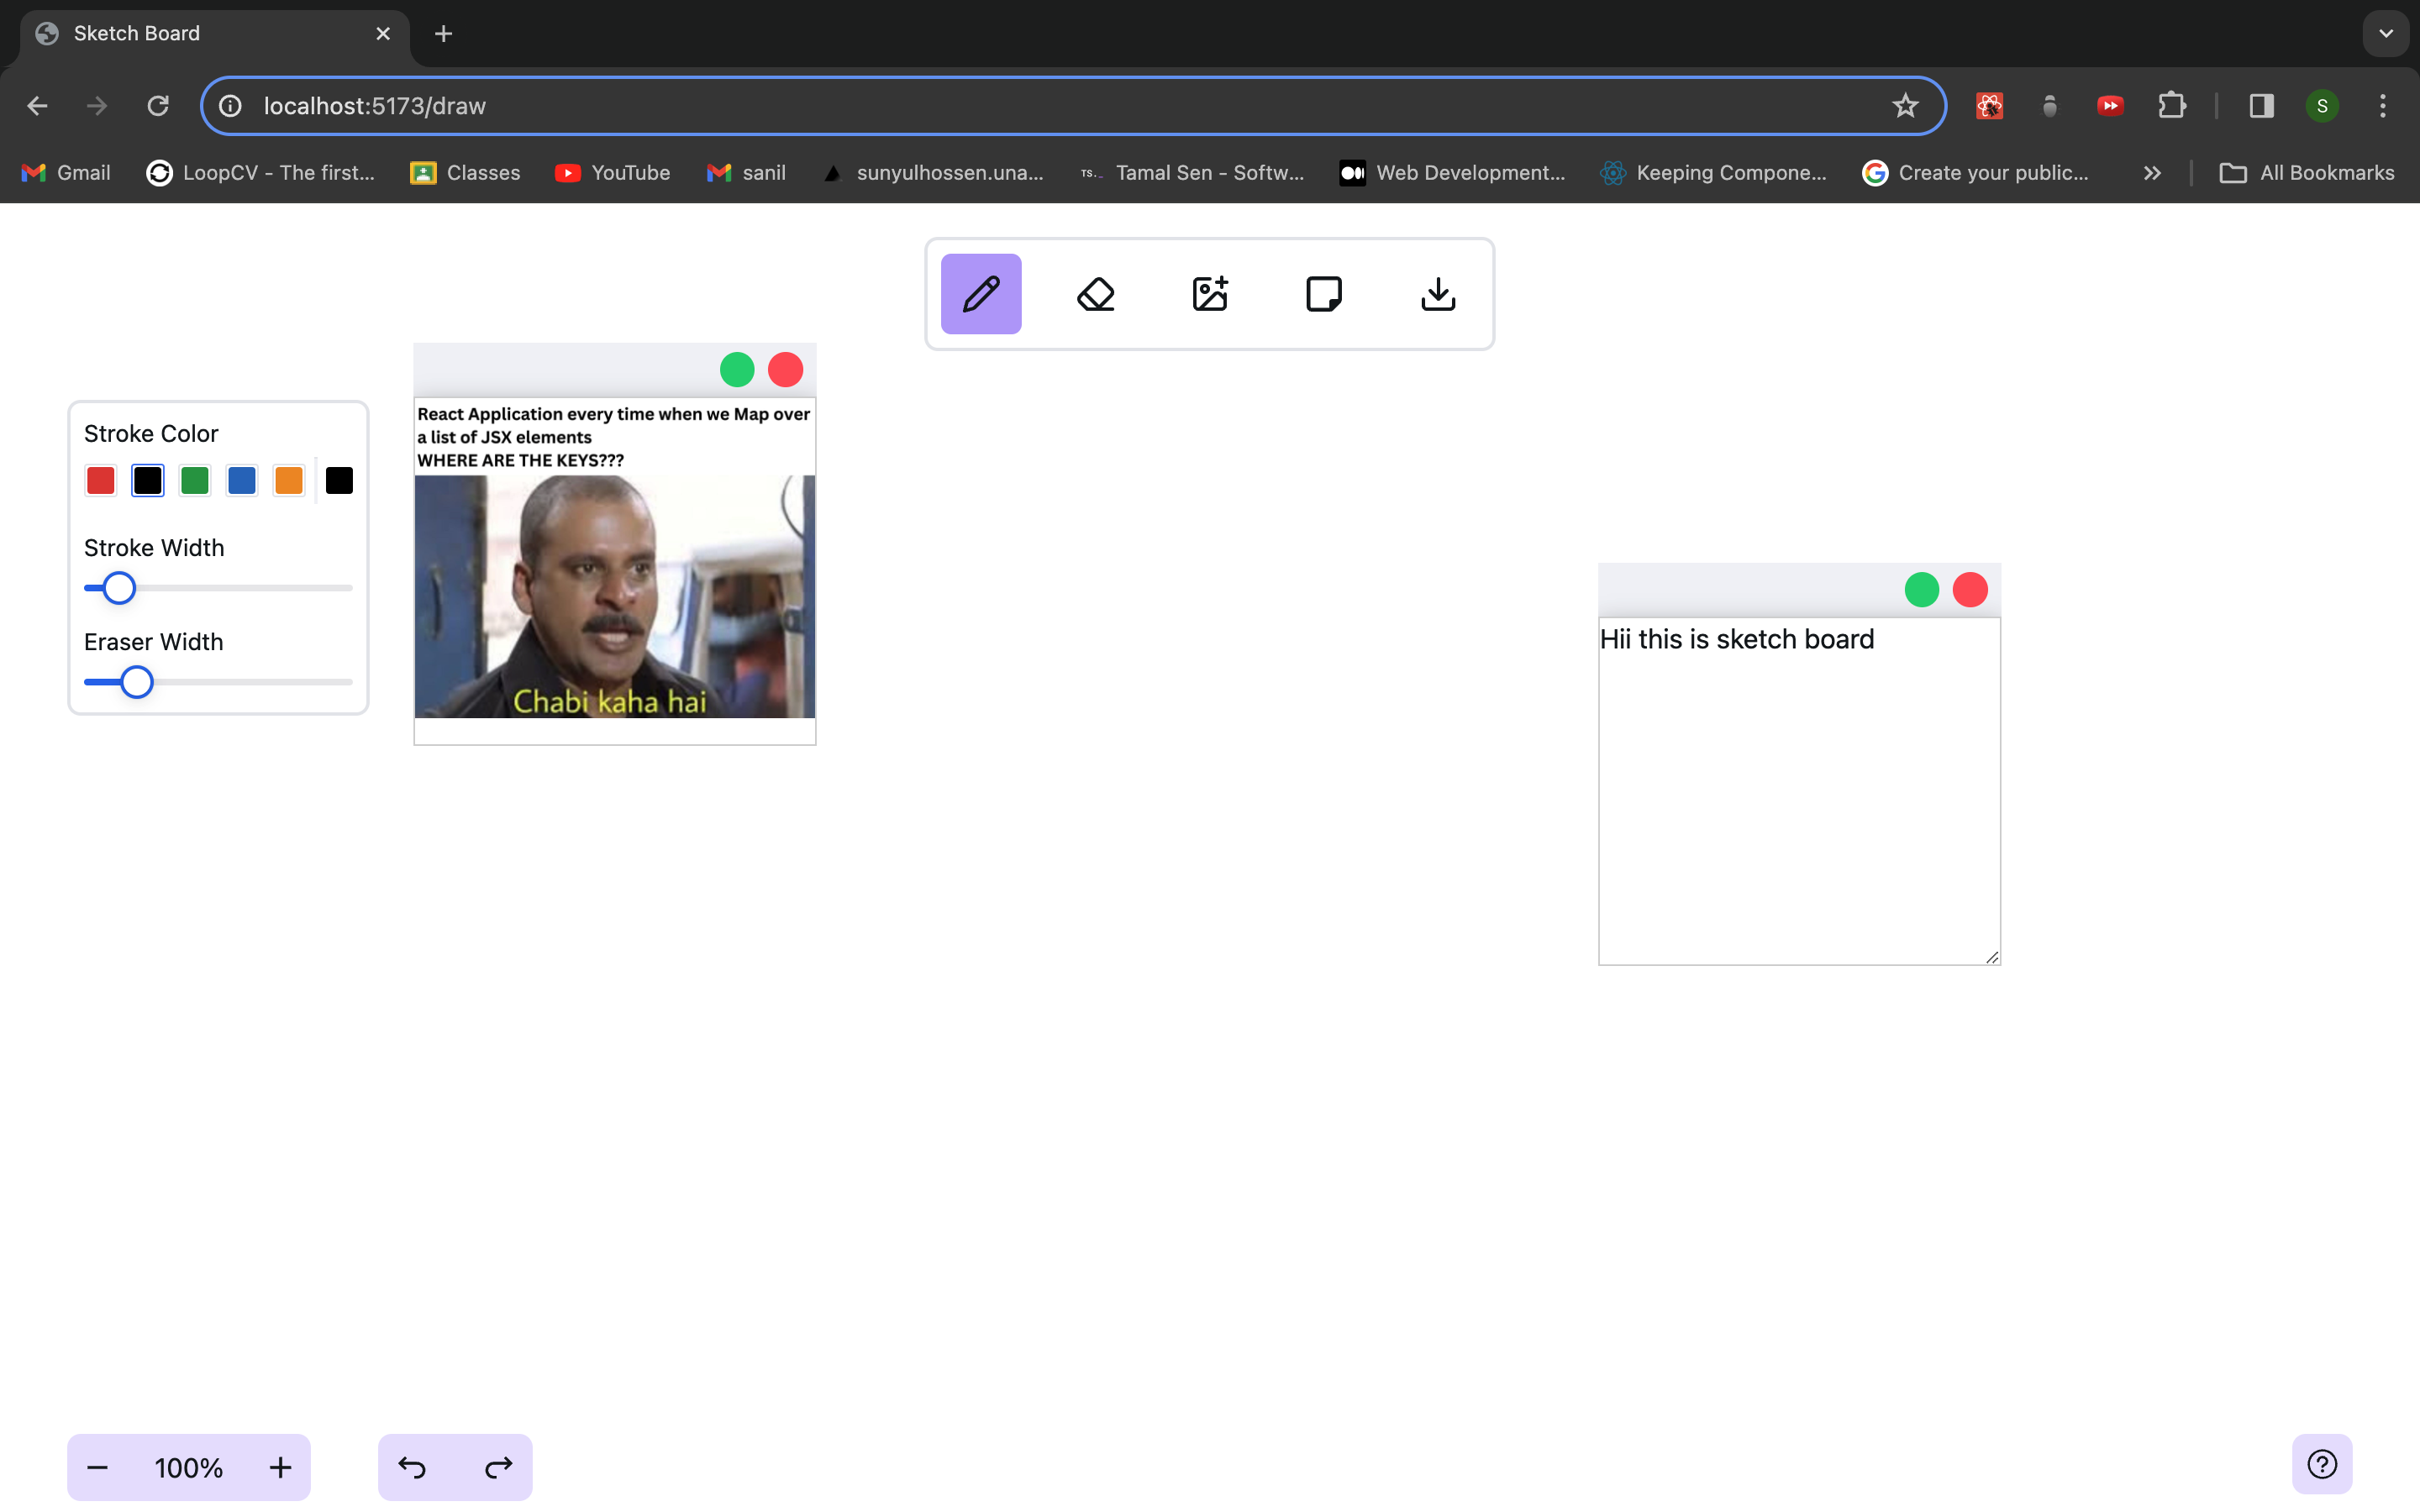 Sketch Board
localhost:5173/draw
Gmail
LoopCV - The first...
Classes
YouTube
sanil
sunyulhossen.una...
TS._ Tamal Sen - Softw...
Web Development...
Keeping Compone...
Create your public...
All Bookmarks
S
Stroke Color
Stroke Width
Eraser Width
React Application every time when we Map over
a list of JSX elements
WHERE ARE THE KEYS???
Chabi kaha hai
Hii this is sketch board
100%